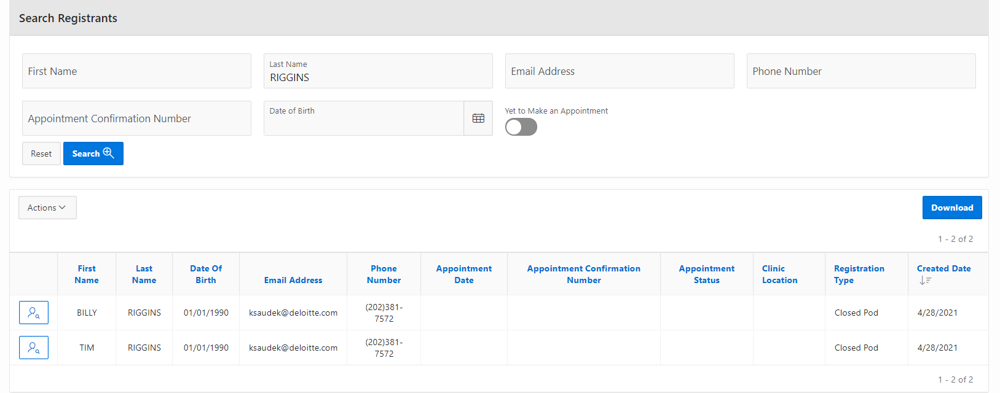 Search Registrants
First Name
Last Name
RIGGINS
Email Address
Phone Number
Appointment Confirmation Number
Date of Birth
Yet to Make an Appointment
Reset
Search
Actions
Download
1 - 2 of 2
First Name
Last Name
Date Of Birth
Email Address
Phone Number
Appointment Date
Appointment Confirmation Number
Appointment Status
Clinic Location
Registration Type
Created Date
BILLY RIGGINS 01/01/1990 ksaudek@deloitte.com (202)381-7572 Closed Pod 4/28/2021
TIM RIGGINS 01/01/1990 ksaudek@deloitte.com (202)381-7572 Closed Pod 4/28/2021
1 - 2 of 2